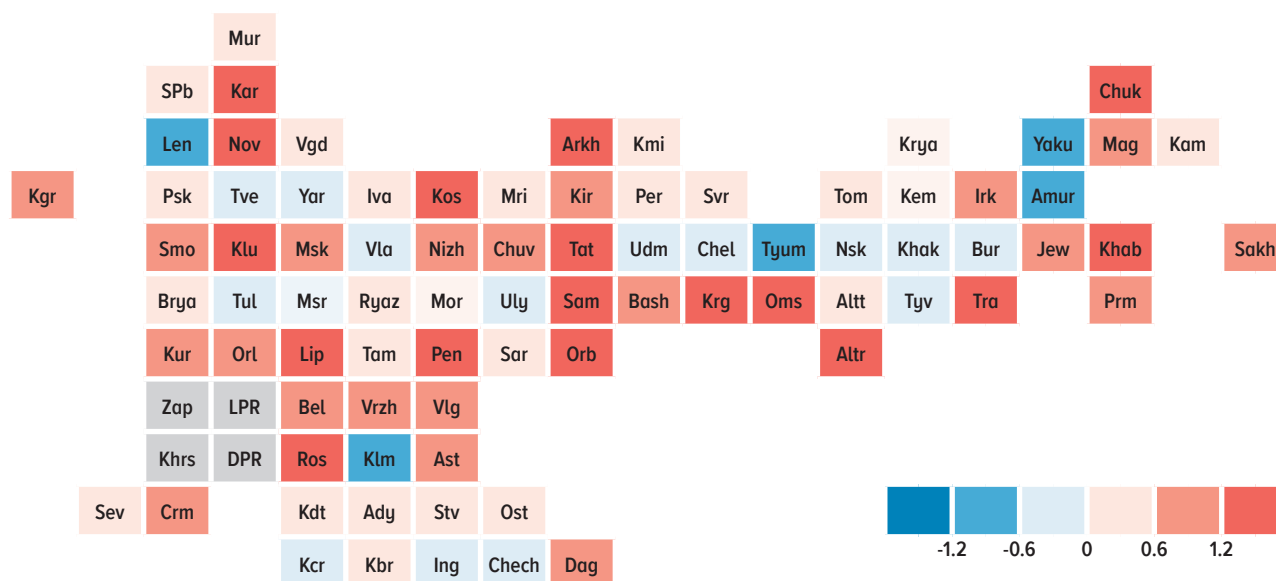 Mur
SPb Kar Chuk
Len Nov Vgd Arkh Kmi Krya Yaku Mag Kam
Kgr Psk Tve Yar Iva Kos Mri Kir Per Svr Tom Kem Irk Amur
Smo Klu Msk Vla Nizh Chuv Tat Udm Chel Tyum Nsk Khak Bur Jew Khab Sakh
Brya Tul Msr Ryaz Mor Uly Sam Bash Krg Oms Altt Tyv Tra Prm
Kur Orl Lip Tam Pen Sar Orb Altr
Zap LPR Bel Vrzh Vlg
Khrs DPR Ros Klm Ast
Sev Crm Kdt Ady Stv Ost
-1.2 -0.6 0 0.6 1.2
Kcr Kbr Ing Chech Dag